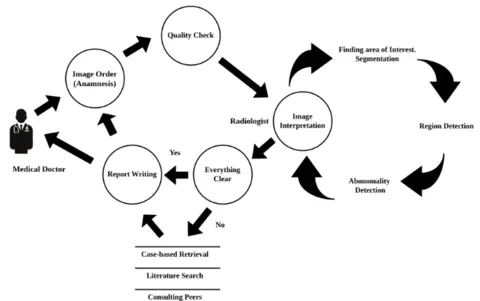 Quality Check
Image Order
(Anamnesis)
Finding area of Interest.
Segmentation
Radiologist
Image
Interpretation
Region Detection
Medical Doctor
Report Writing
Yes
Everything
Clear
Abonomality
Detection
No
Case-based Retrieval
Literature Search
Consulting Peers